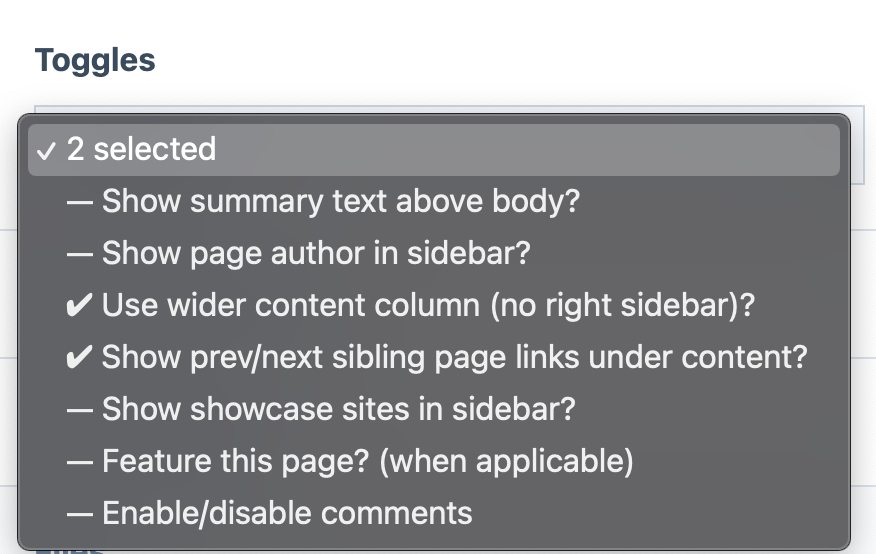 Toggles
✓ 2 selected
— Show summary text above body?
— Show page author in sidebar?
✔ Use wider content column (no right sidebar)?
✔ Show prev/next sibling page links under content?
— Show showcase sites in sidebar?
— Feature this page? (when applicable)
— Enable/disable comments